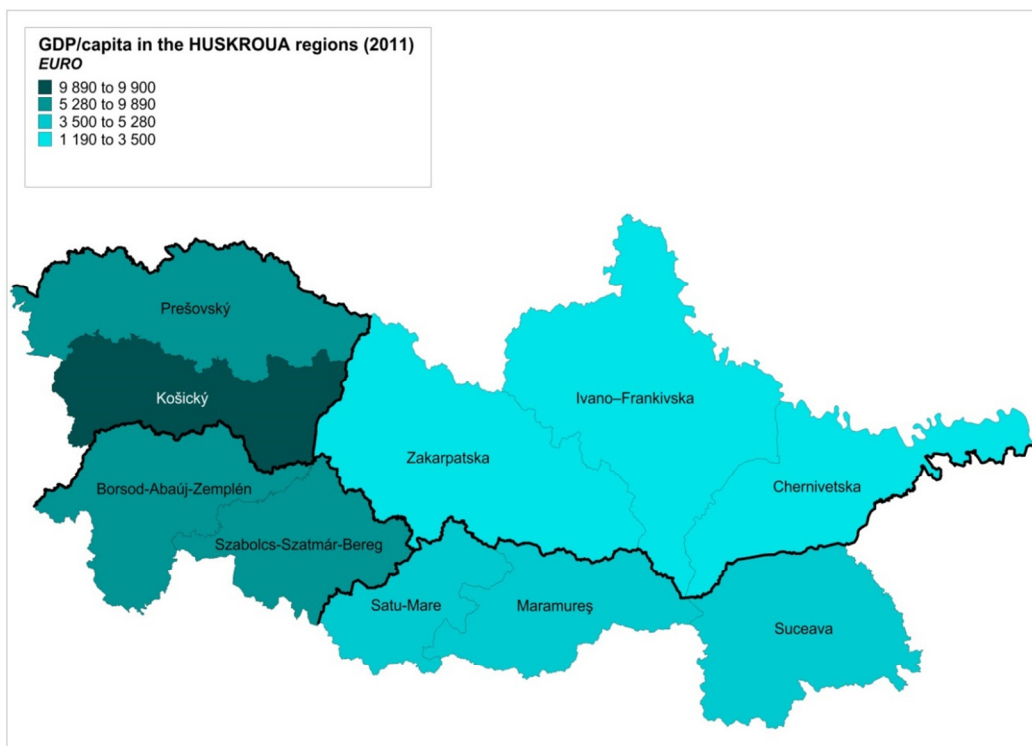 GDP/capita in the HUSKROUA regions (2011)
EURO
9 890 to 9 900
5 280 to 9 890
3 500 to 5 280
1 190 to 3 500
Prešovský
Košický
Ivano–Frankivska
Zakarpatska
Borsod-Abaúj-Zemplén
Chernivetska
Szabolcs-Szatmár-Bereg
Satu-Mare
Maramureş
Suceava